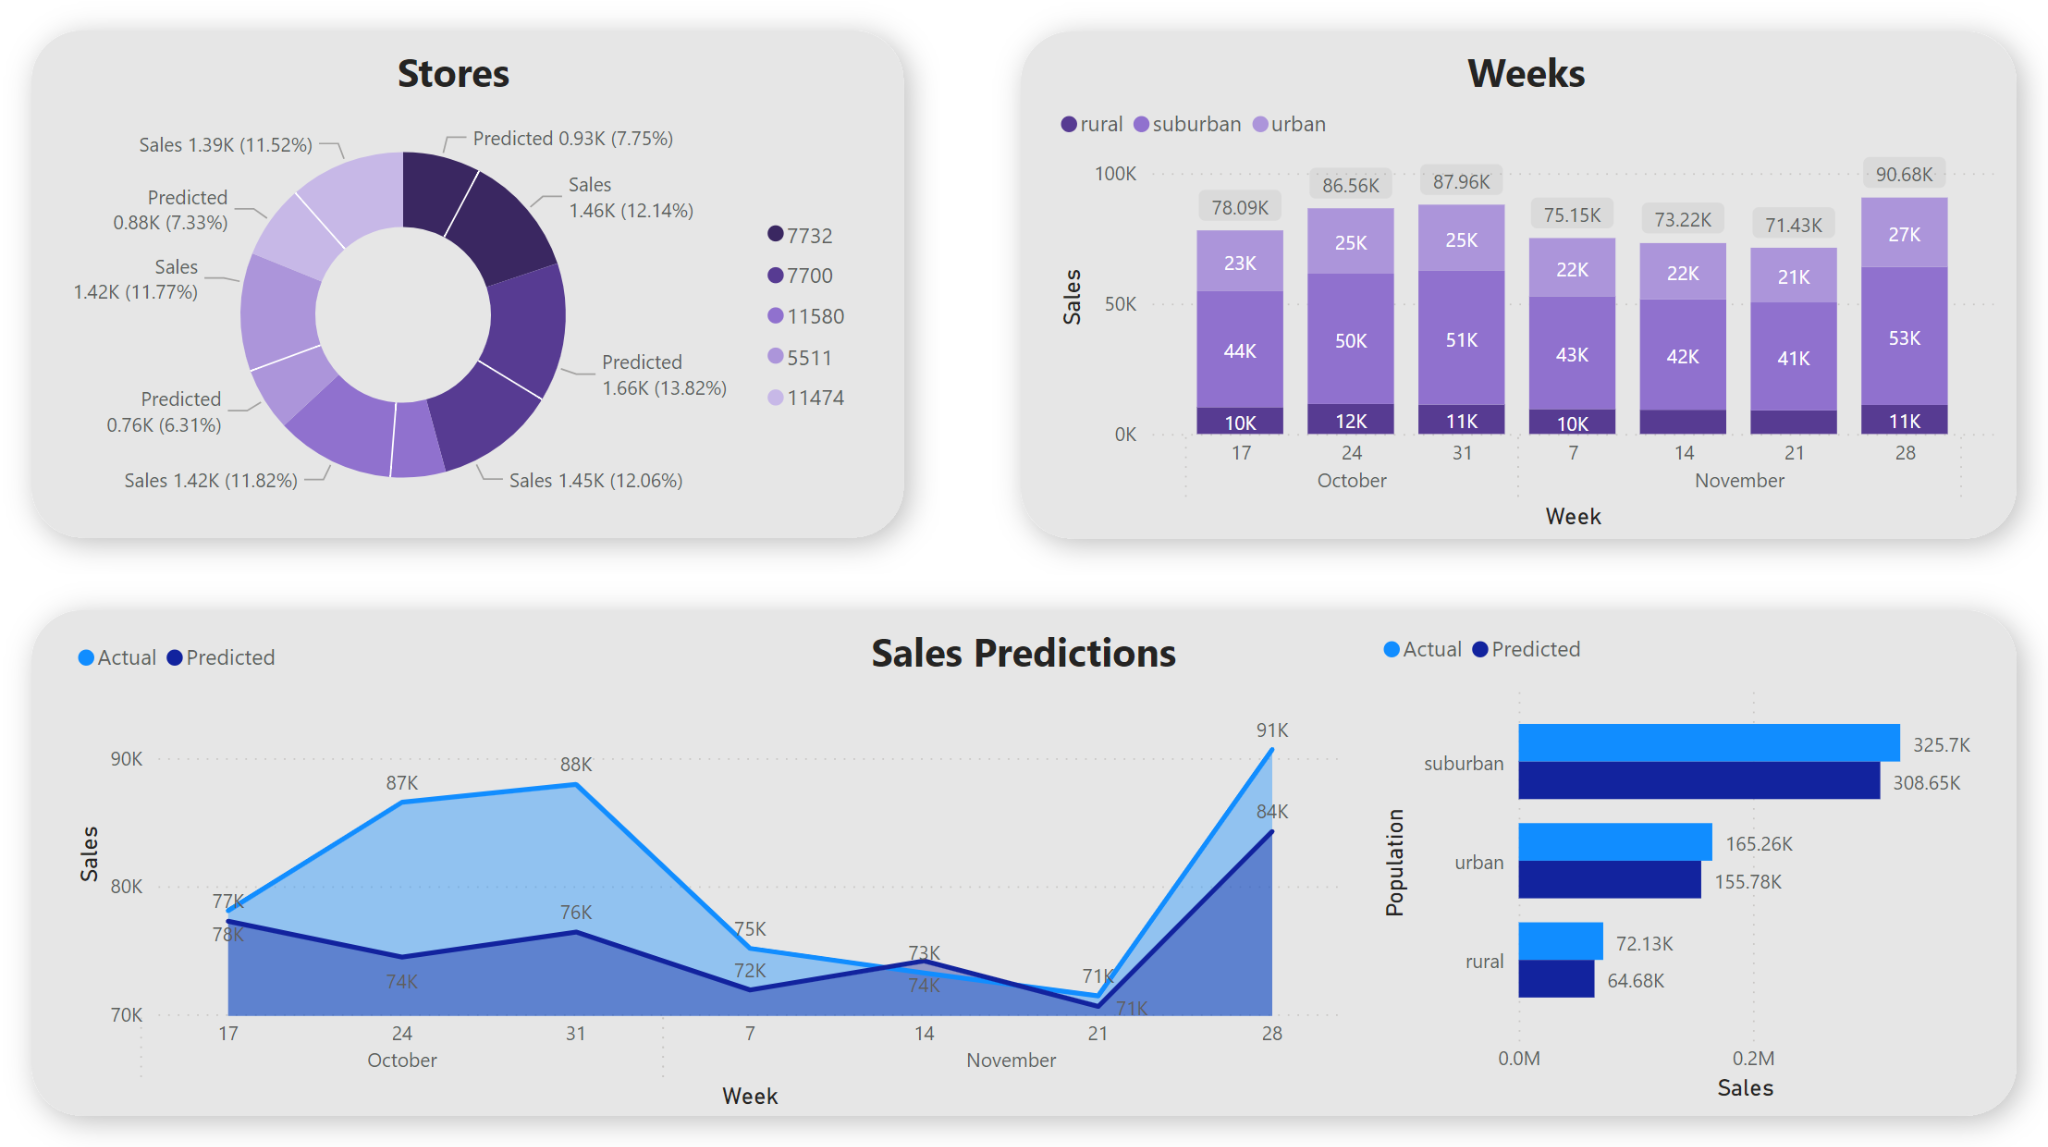 Stores
Sales 1.39K (11.52%)
Predicted 0.93K (7.75%)
Predicted
0.88K (7.33%)
Sales
1.46K (12.14%)
Sales
1.42K (11.77%)
Predicted
1.66K (13.82%)
Predicted
0.76K (6.31%)
Sales 1.42K (11.82%)
Sales 1.45K (12.06%)
7732
7700
11580
5511
11474
Weeks
rural suburban urban
Sales
100K
50K
0K
78.09K
86.56K
87.96K
75.15K
73.22K
71.43K
90.68K
23K
25K
25K
22K
22K
21K
27K
44K
50K
51K
43K
42K
41K
53K
10K
12K
11K
10K
11K
17 24 31 7 14 21 28
October November
Week
Sales Predictions
Actual Predicted
Sales
90K
80K
70K
77K
78K
87K
74K
88K
76K
75K
72K
73K
74K
71K
71K
91K
84K
17 24 31 7 14 21 28
October November
Week
Actual Predicted
Population
suburban
325.7K
308.65K
urban
165.26K
155.78K
rural
72.13K
64.68K
0.0M 0.2M
Sales